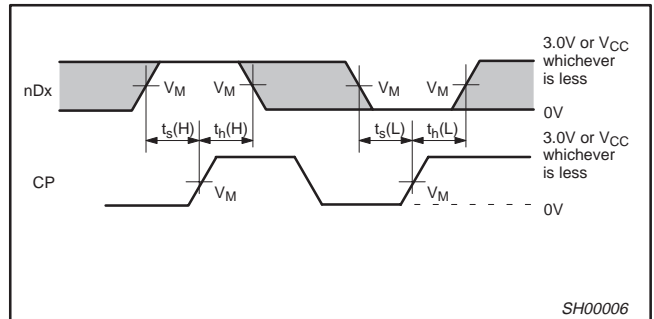 3.0V or VCC
whichever
is less
nDx
VM
VM
VM
VM
0V
ts(H)
th(H)
ts(L)
th(L)
3.0V or VCC
whichever
is less
CP
VM
VM
0V
SH00006